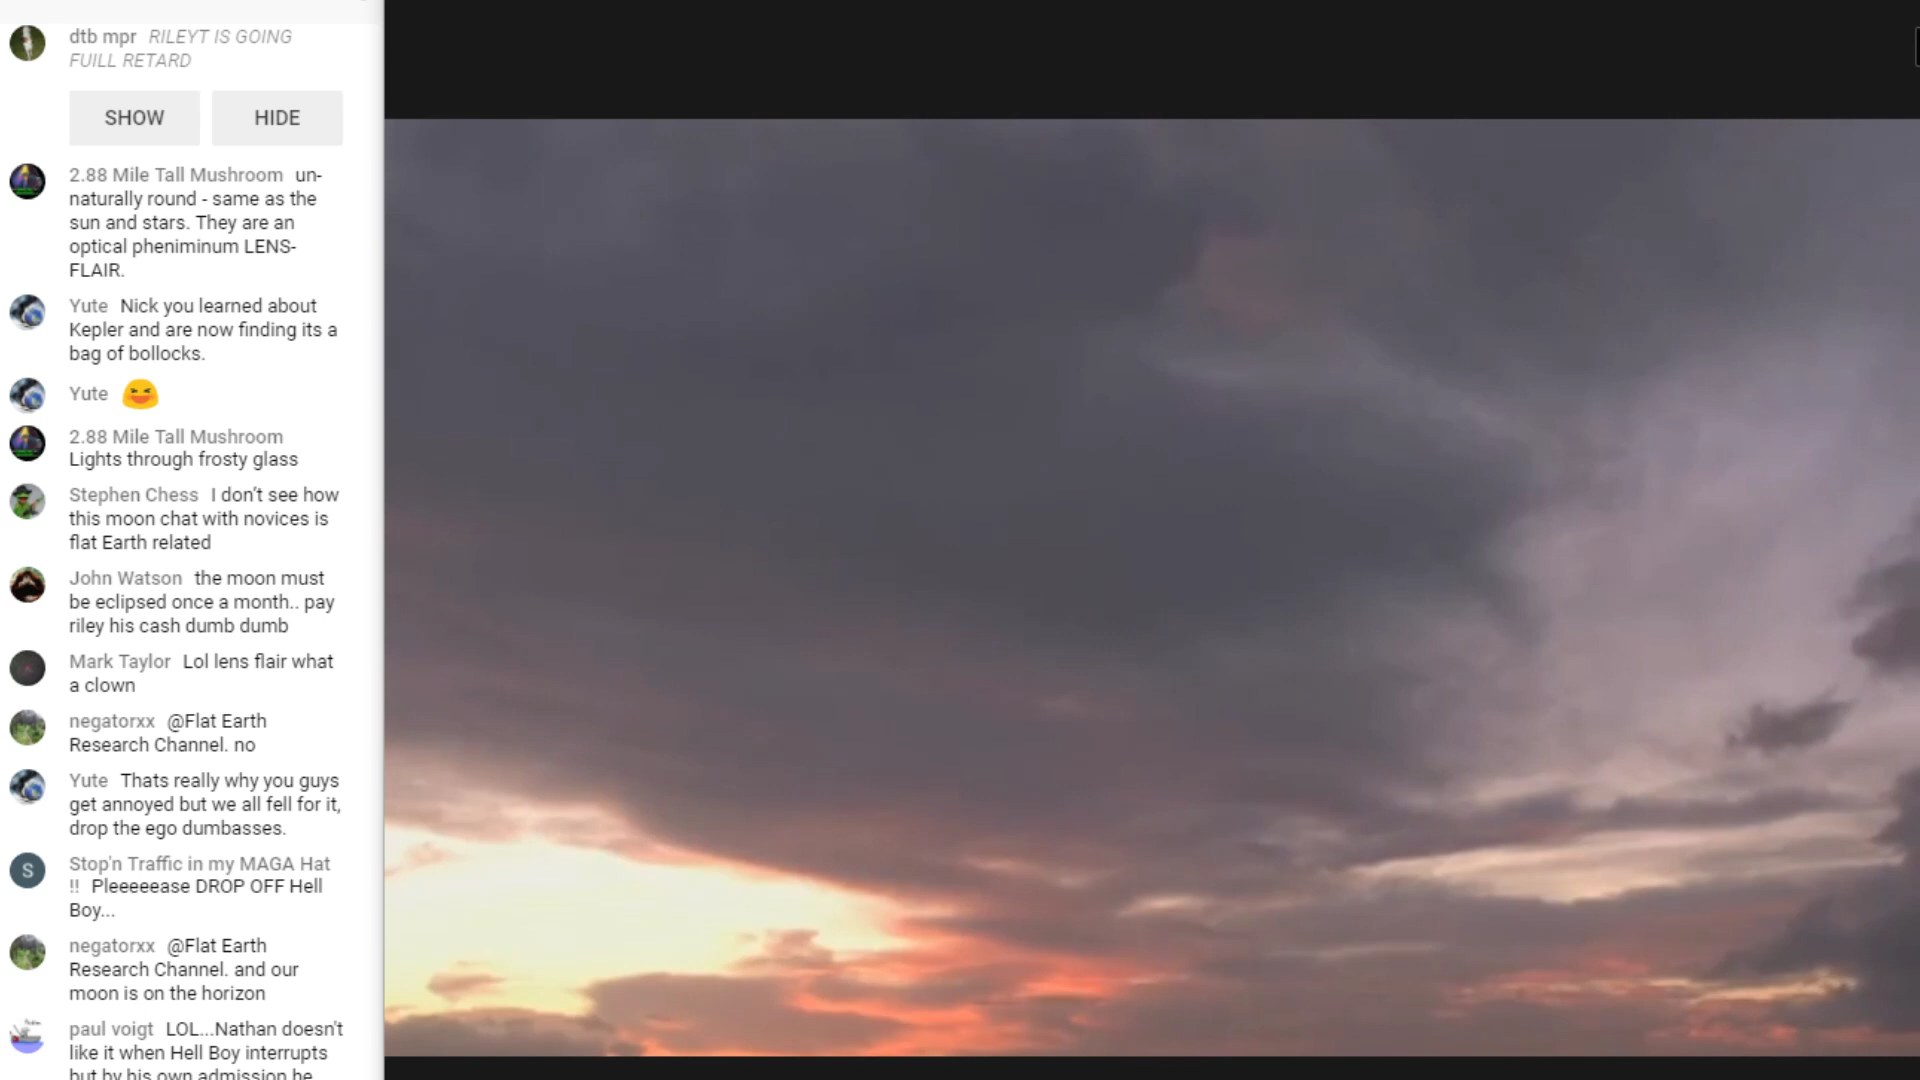 dtb mpr RILEYT IS GOING
FUILL RETARD
SHOW HIDE
2.88 Mile Tall Mushroom un-
naturally round - same as the
sun and stars. They are an
optical pheniminum LENS-
FLAIR.
Yute Nick you learned about
Kepler and are now finding its a
bag of bollocks.
Yute
2.88 Mile Tall Mushroom
Lights through frosty glass
Stephen Chess I don't see how
this moon chat with novices is
flat Earth related
John Watson the moon must
be eclipsed once a month.. pay
riley his cash dumb dumb
Mark Taylor Lol lens flair what
a clown
negatorxx @Flat Earth
Research Channel. no
Yute Thats really why you guys
get annoyed but we all fell for it,
drop the ego dumbasses.
S Stop'n Traffic in my MAGA Hat
!! Pleeeeease DROP OFF Hell
Boy...
negatorxx @Flat Earth
Research Channel. and our
moon is on the horizon
paul voigt LOL...Nathan doesn't
like it when Hell Boy interrupts
but by his own admission he